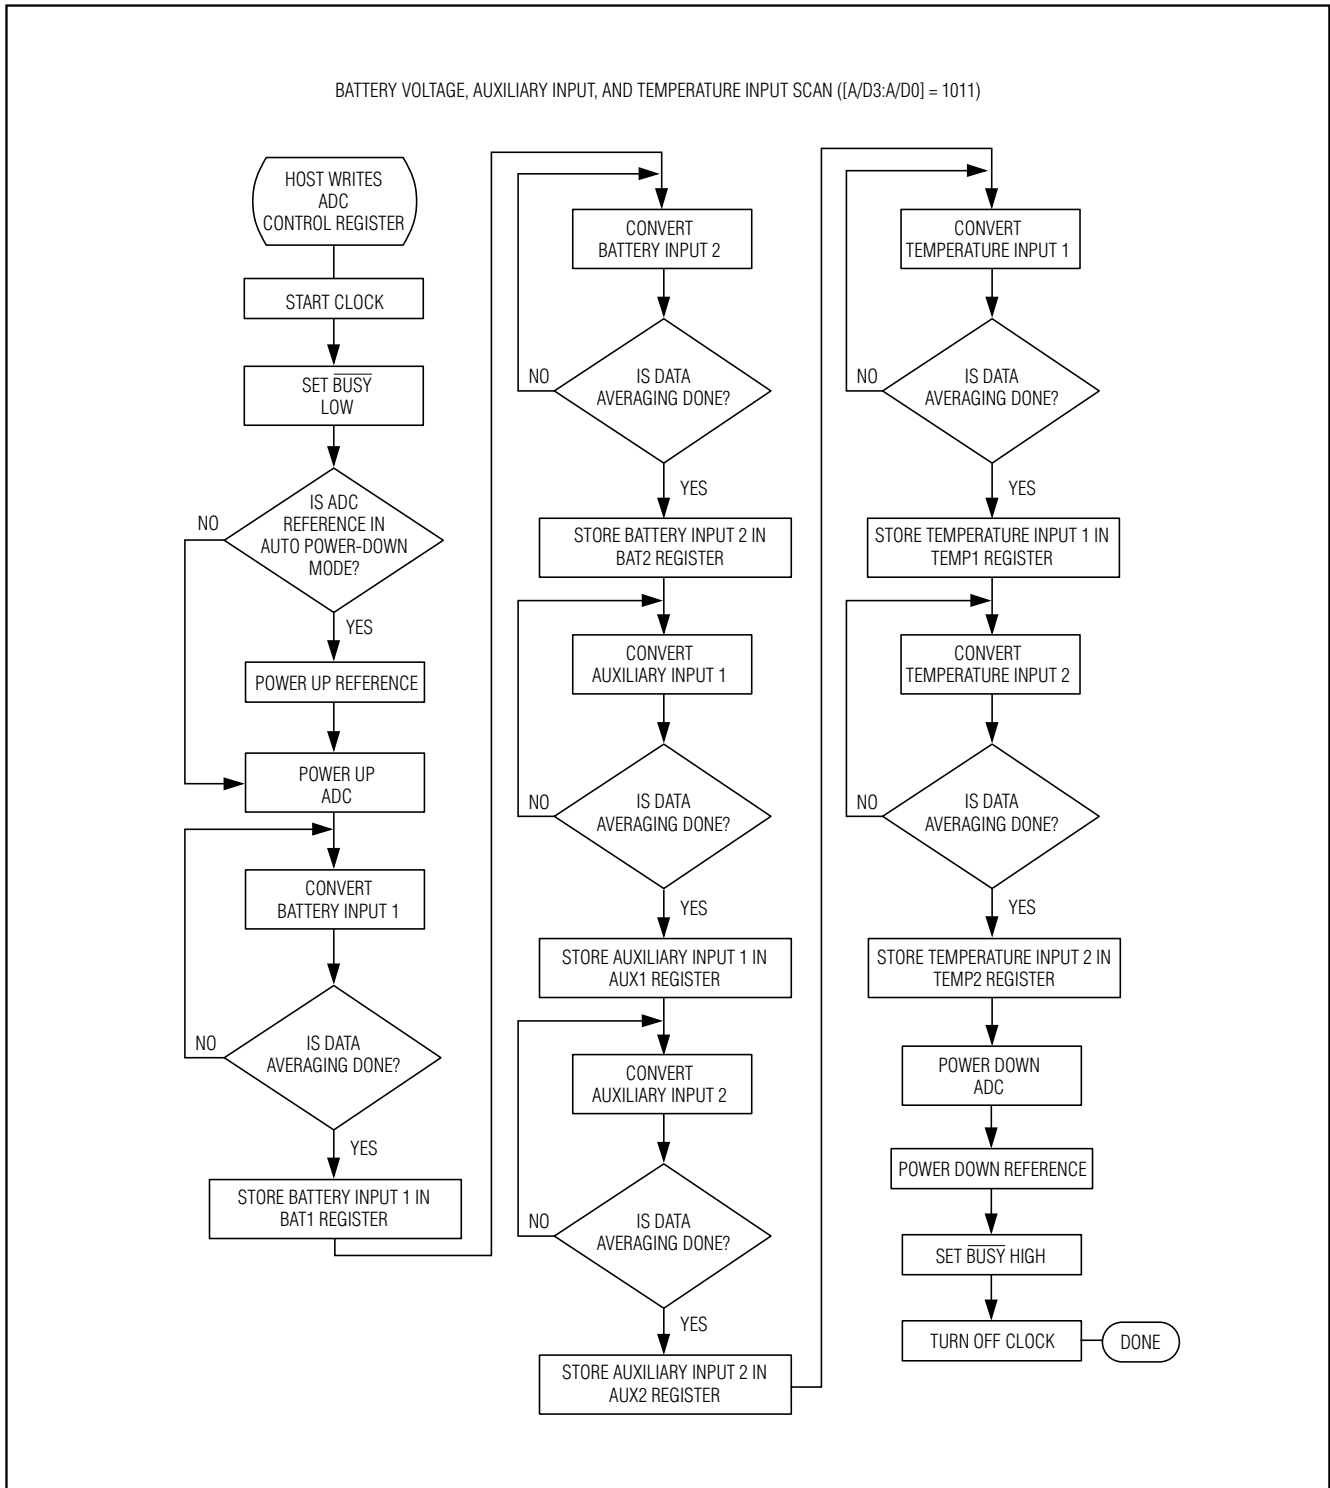 BATTERY VOLTAGE, AUXILIARY INPUT, AND TEMPERATURE INPUT SCAN ([A/D3:A/D0] = 1011)
HOST WRITES
ADC
CONTROL REGISTER
START CLOCK
SET B̅U̅S̅Y̅
LOW
IS ADC
REFERENCE IN
AUTO POWER-DOWN
MODE?
NO
YES
POWER UP REFERENCE
POWER UP
ADC
CONVERT
BATTERY INPUT 1
IS DATA
AVERAGING DONE?
NO
YES
STORE BATTERY INPUT 1 IN
BAT1 REGISTER
CONVERT
BATTERY INPUT 2
IS DATA
AVERAGING DONE?
NO
YES
STORE BATTERY INPUT 2 IN
BAT2 REGISTER
CONVERT
AUXILIARY INPUT 1
IS DATA
AVERAGING DONE?
NO
YES
STORE AUXILIARY INPUT 1 IN
AUX1 REGISTER
CONVERT
AUXILIARY INPUT 2
IS DATA
AVERAGING DONE?
NO
YES
STORE AUXILIARY INPUT 2 IN
AUX2 REGISTER
CONVERT
TEMPERATURE INPUT 1
IS DATA
AVERAGING DONE?
NO
YES
STORE TEMPERATURE INPUT 1 IN
TEMP1 REGISTER
CONVERT
TEMPERATURE INPUT 2
IS DATA
AVERAGING DONE?
NO
YES
STORE TEMPERATURE INPUT 2 IN
TEMP2 REGISTER
POWER DOWN
ADC
POWER DOWN REFERENCE
SET B̅U̅S̅Y̅ HIGH
TURN OFF CLOCK
DONE